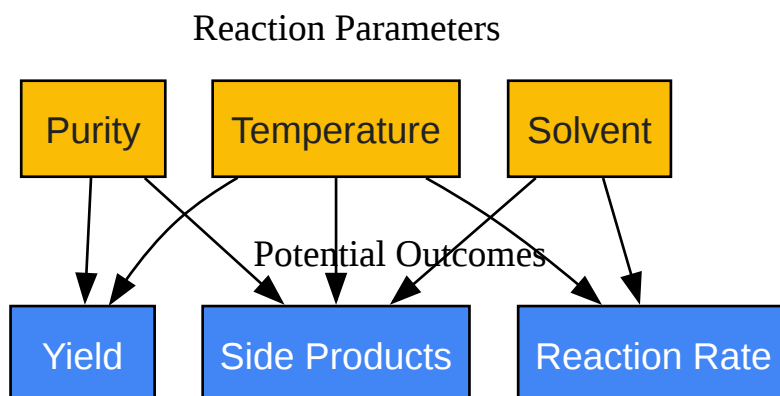 Reaction Parameters
Purity
Temperature
Solvent
Potential Outcomes
Yield
Side Products
Reaction Rate